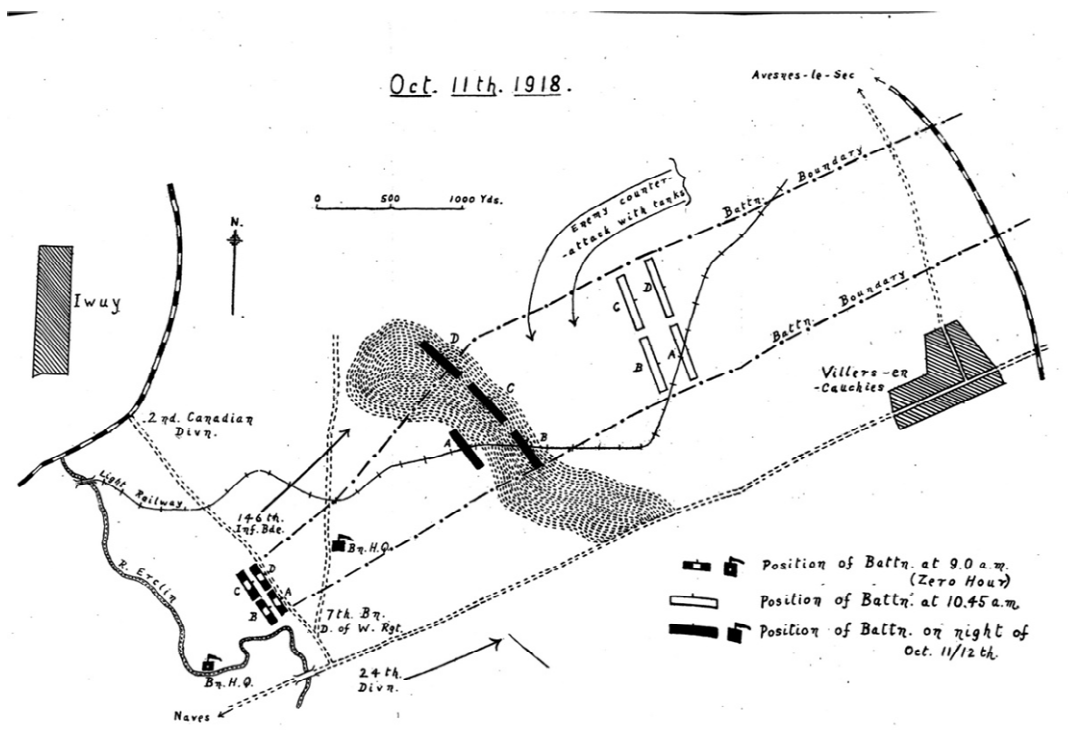 Oct. 11th. 1918.
Avesnes-le-Sec
0 500 1000 Yds.
N.
Enemy counter-
-attack with tanks
Battn. Boundary
Battn. Boundary
Iwuy
C
D
B
A
Villers-en
-Cauchies
D
C
A
B
2nd. Canadian
Divn.
Light Railway
146th.
Inf. Bde.
Bn. H.Q.
R. Erclin
D
C
A
B
7th. Bn.
D. of W. Rgt.
Bn. H.Q.
24th.
Divn.
Naves
Position of Battn. at 9.0 a.m.
(Zero Hour)
Position of Battn. at 10.45 a.m.
Position of Battn. on night of
Oct. 11/12th.